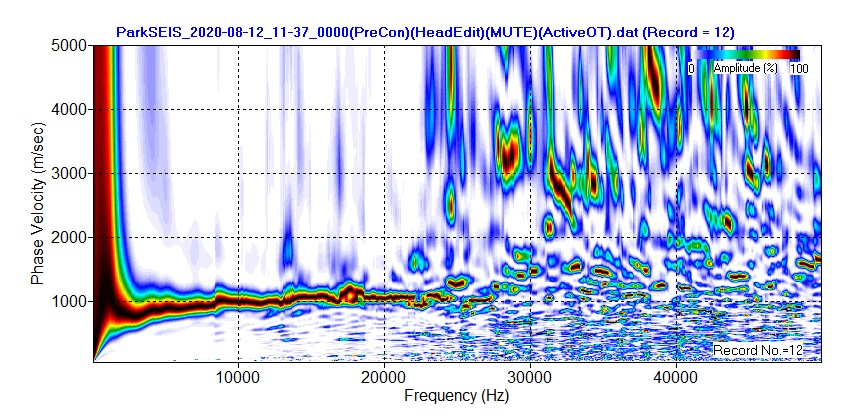 ParkSEIS_2020-08-12_11-37_0000(PreCon)(HeadEdit)(MUTE)(ActiveOT).dat (Record = 12)
0 Amplitude (%) 100
Phase Velocity (m/sec)
5000
4000
3000
2000
1000
Record No.=12
10000 20000 30000 40000
Frequency (Hz)